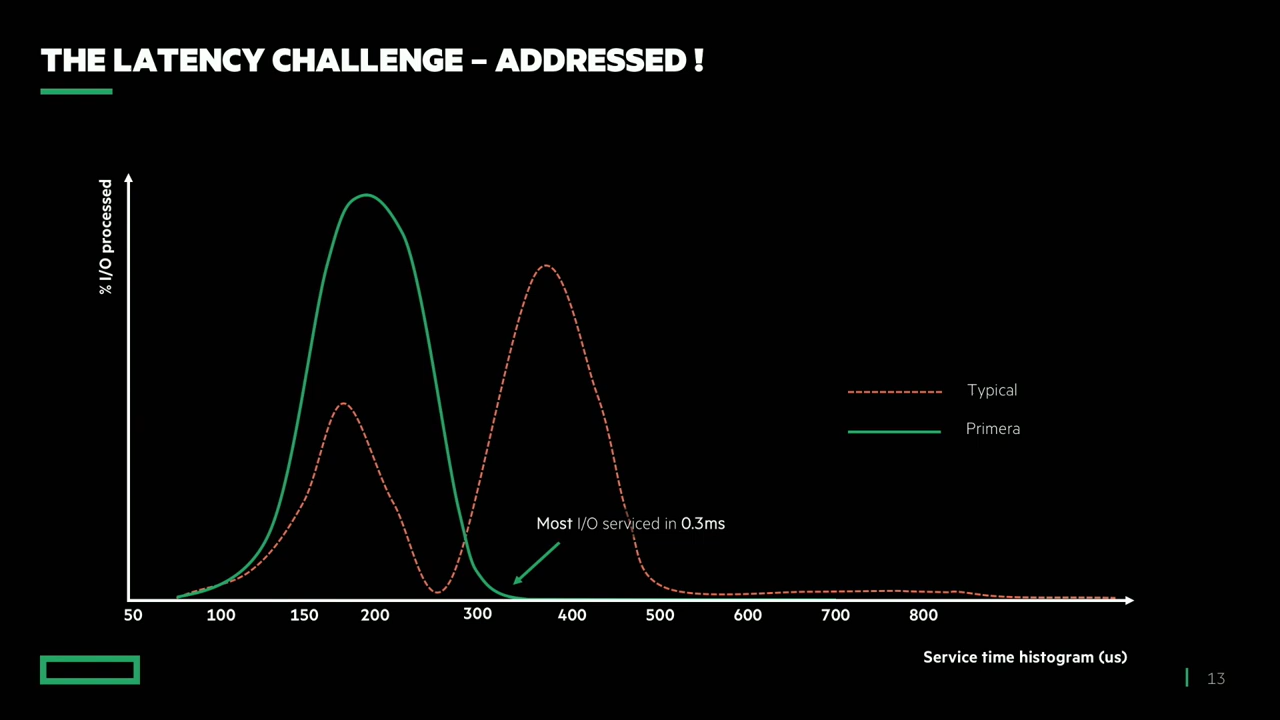 THE LATENCY CHALLENGE – ADDRESSED !
% I/O processed
Typical
Primera
Most I/O serviced in 0.3ms
50 100 150 200 300 400 500 600 700 800
Service time histogram (us)
13